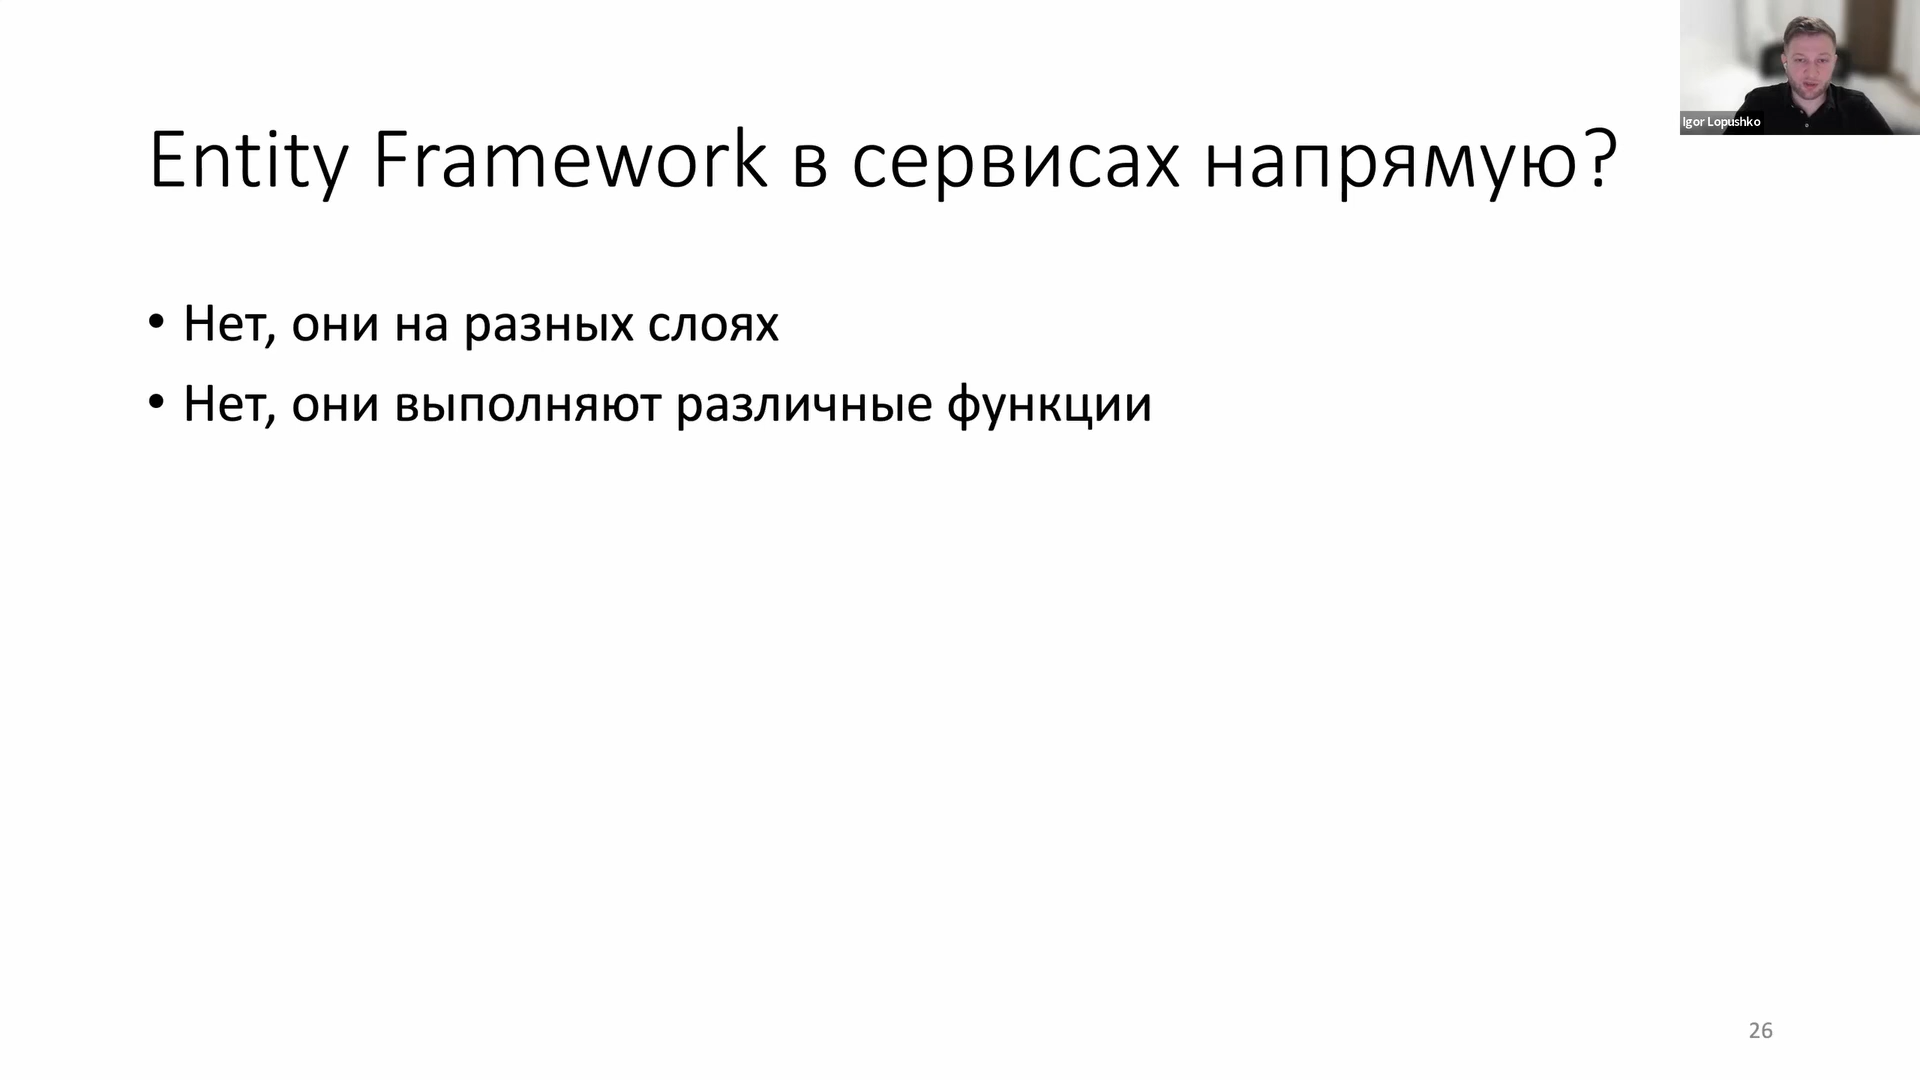 Igor Lopushko
Entity Framework в сервисах напрямую?
• Нет, они на разных слоях
• Нет, они выполняют различные функции
26